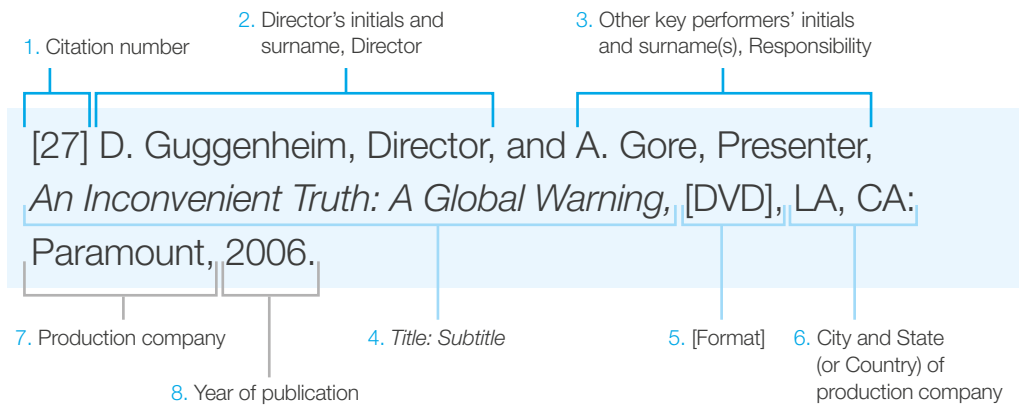 2. Director’s initials and
surname, Director
3. Other key performers’ initials
and surname(s), Responsibility
1. Citation number
[27] D. Guggenheim, Director, and A. Gore, Presenter,
An Inconvenient Truth: A Global Warning, [DVD], LA, CA:
Paramount, 2006.
7. Production company
4. Title: Subtitle
5. [Format]
6. City and State
(or Country) of
production company
8. Year of publication